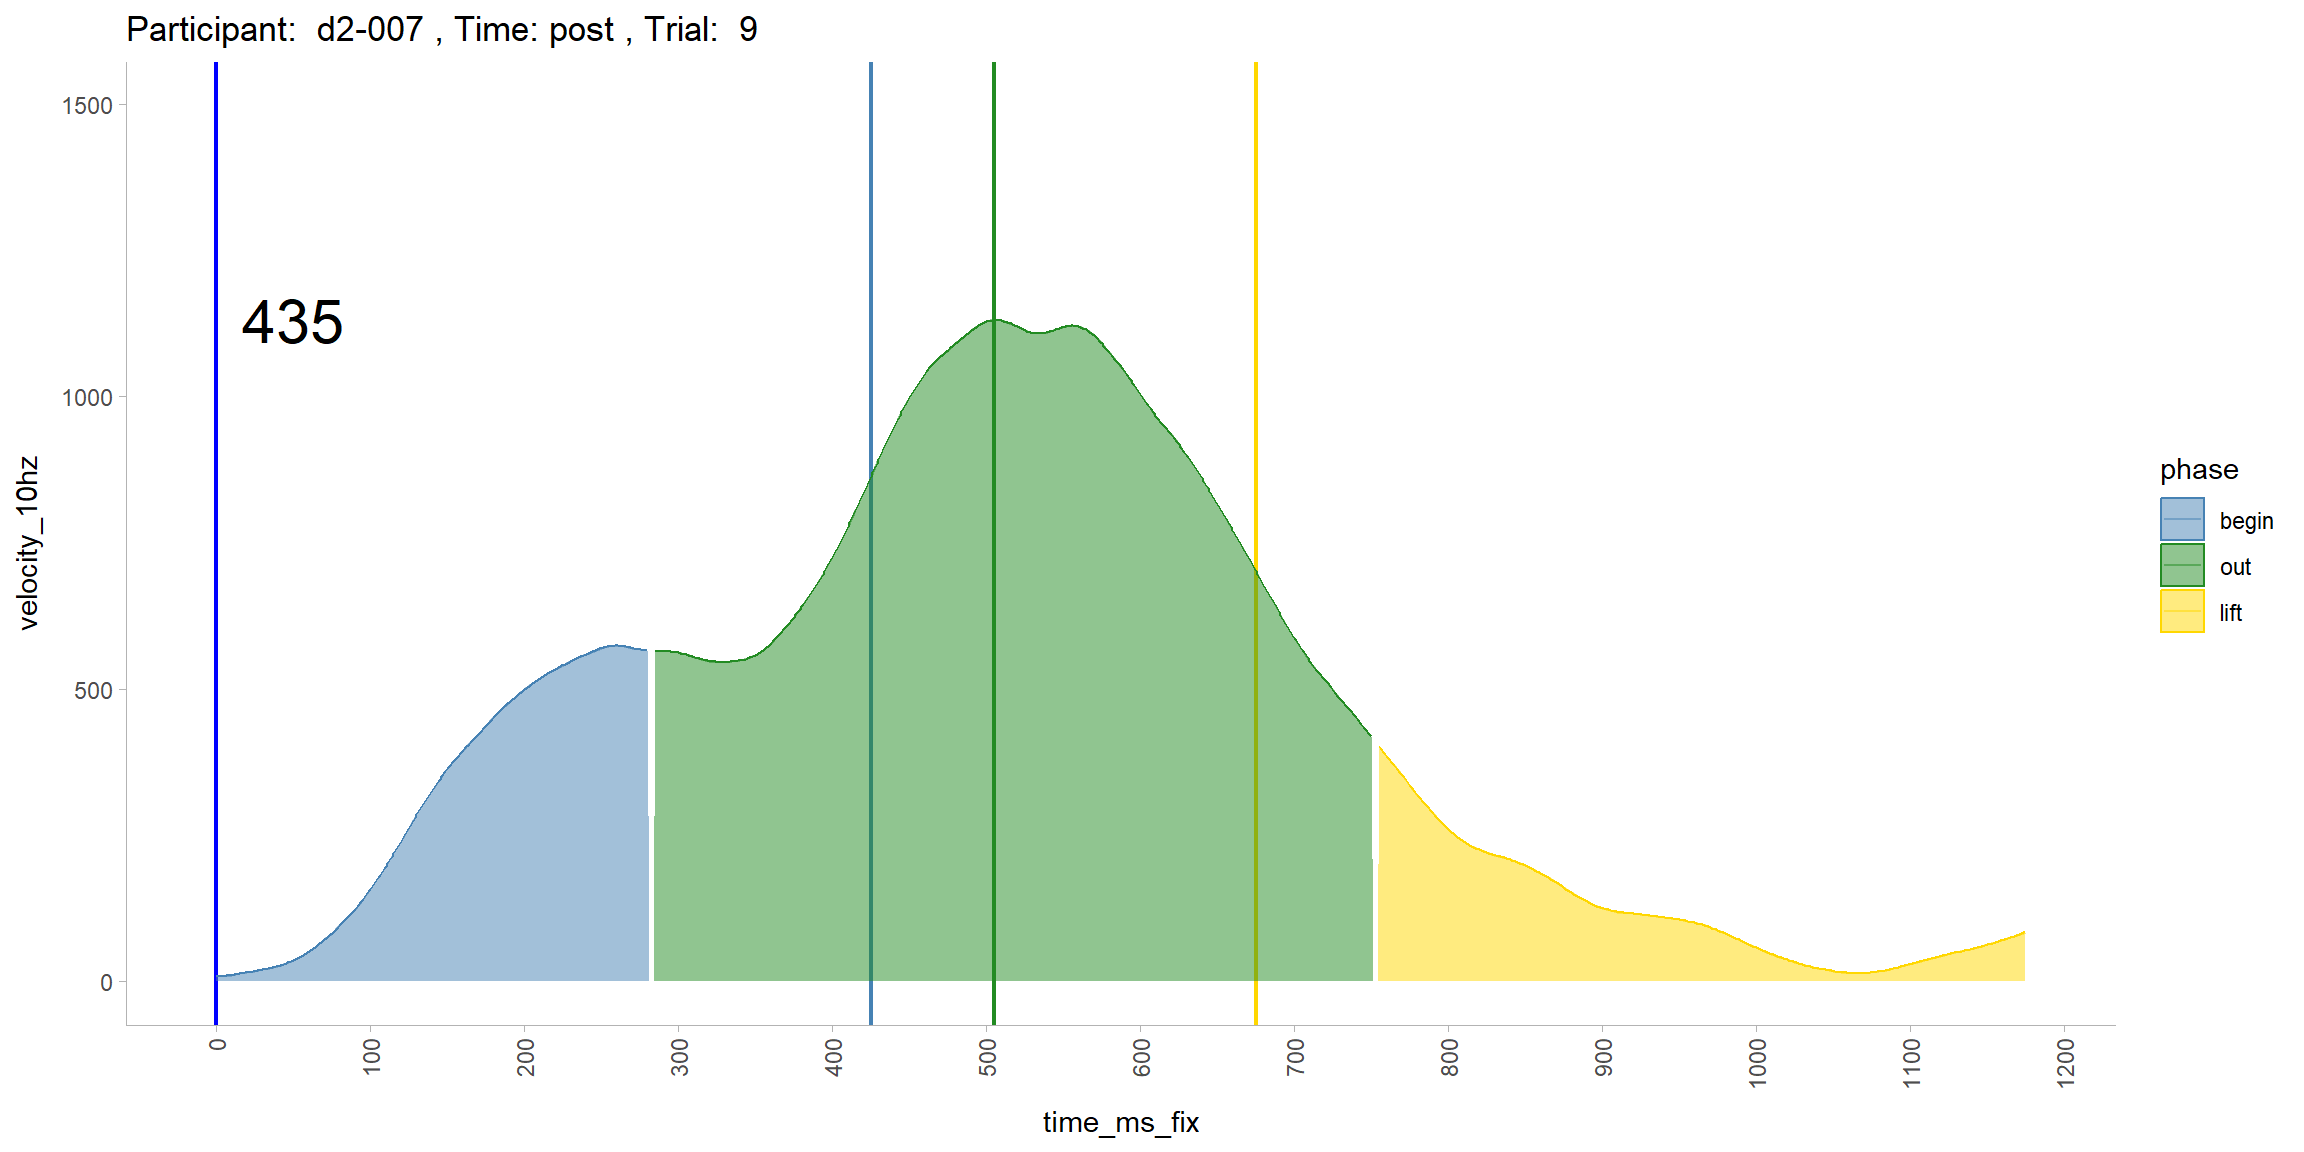 Participant:  d2-007 , Time: post , Trial:  9
1500
1000
500
0
velocity_10hz
435
0
100
200
300
400
500
600
700
800
900
1000
1100
1200
time_ms_fix
phase
begin
out
lift